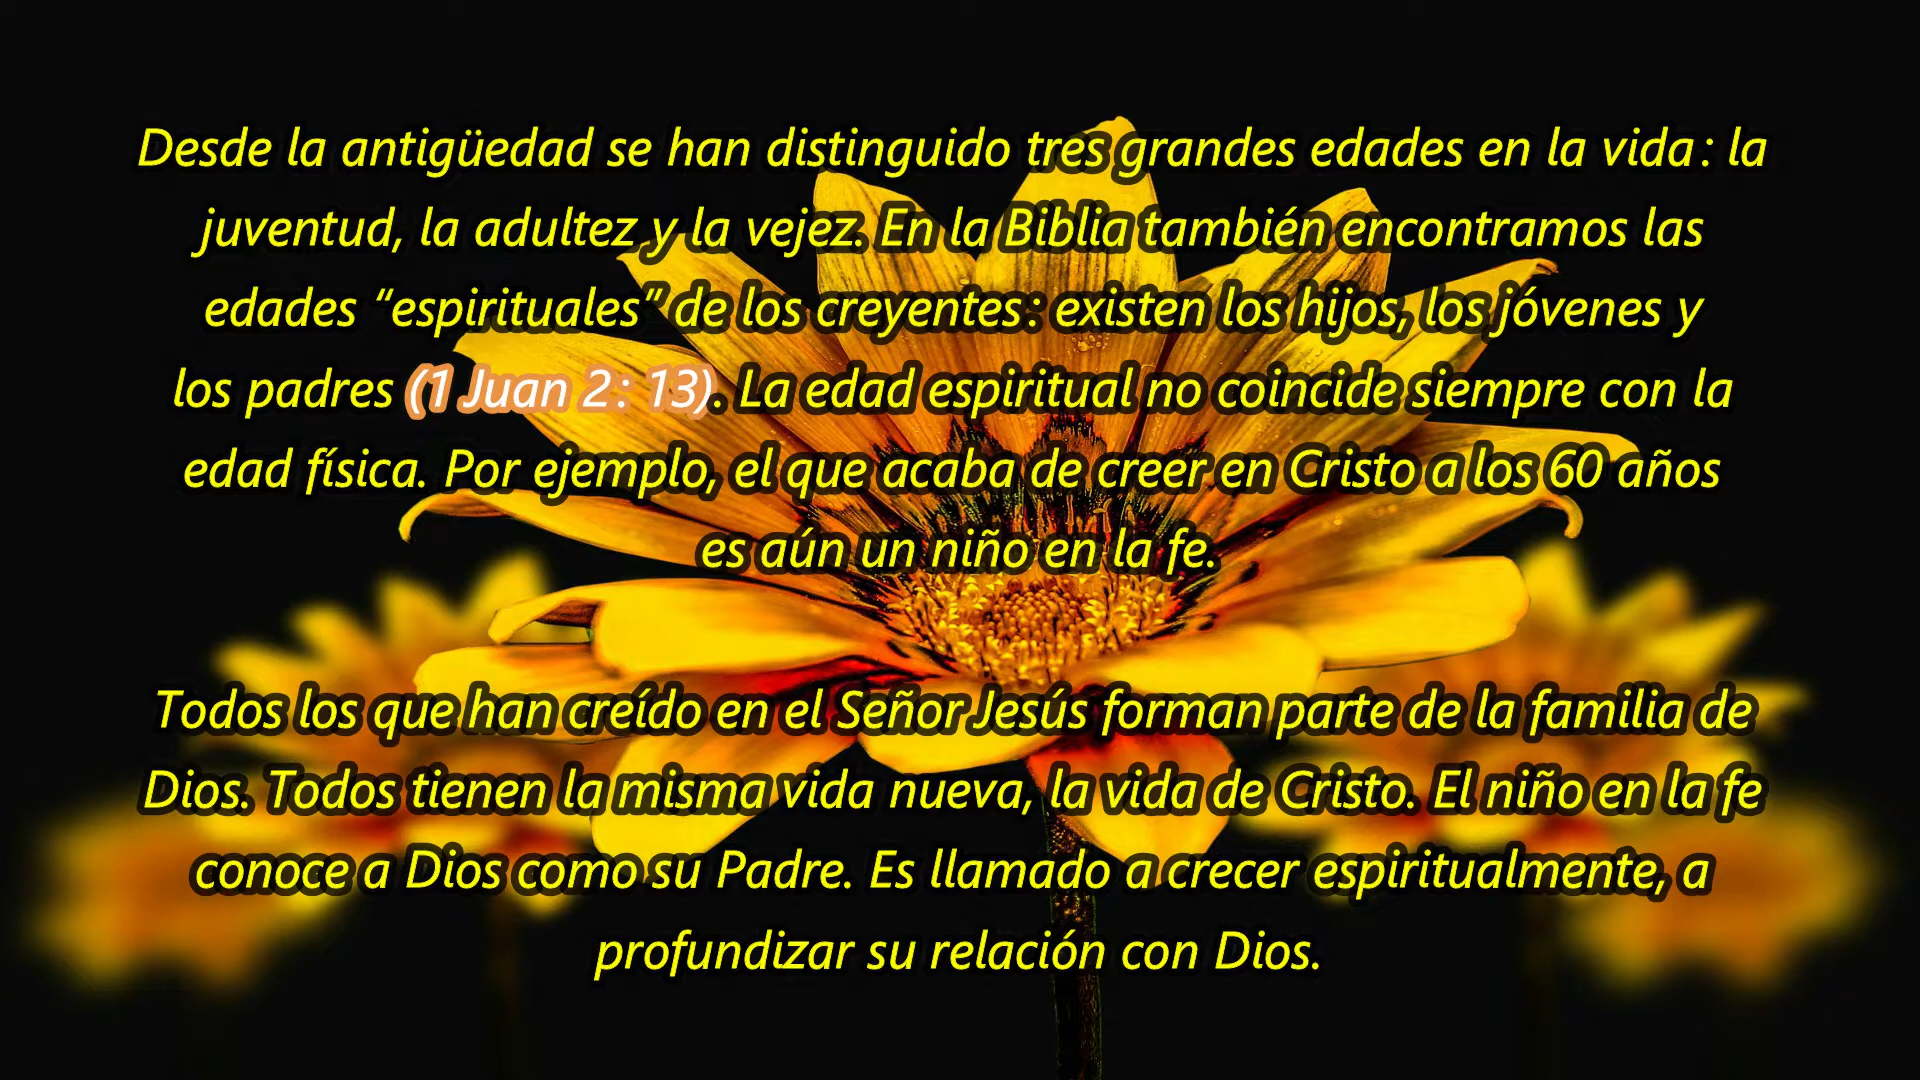 Desde la antigüedad se han distinguido tres grandes edades en la vida: la
juventud, la adultez y la vejez. En la Biblia también encontramos las
edades “espirituales” de los creyentes: existen los hijos, los jóvenes y
los padres (1 Juan 2: 13). La edad espiritual no coincide siempre con la
edad física. Por ejemplo, el que acaba de creer en Cristo a los 60 años
es aún un niño en la fe.
Todos los que han creído en el Señor Jesús forman parte de la familia de
Dios. Todos tienen la misma vida nueva, la vida de Cristo. El niño en la fe
conoce a Dios como su Padre. Es llamado a crecer espiritualmente, a
profundizar su relación con Dios.